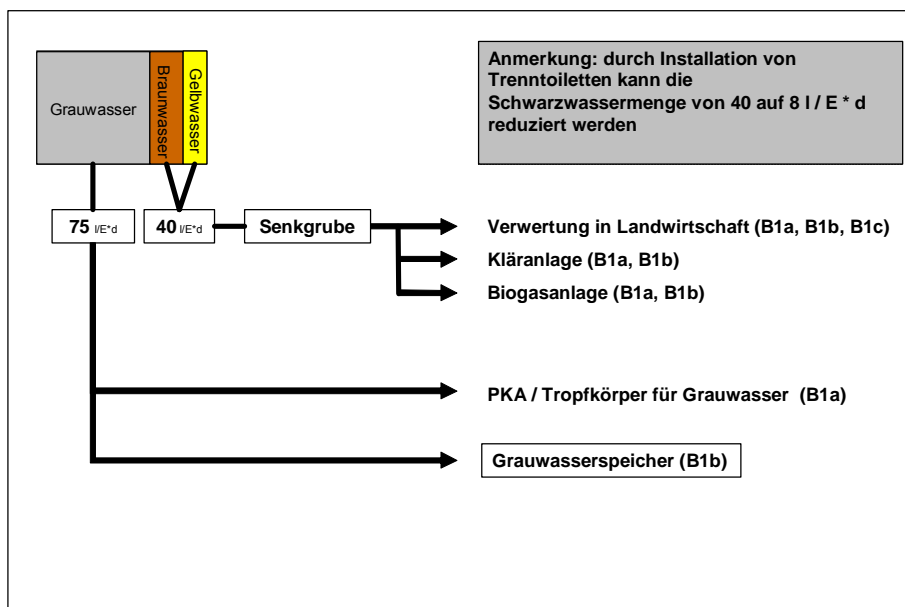 Grauwasser
Braunwasser
Gelbwasser
Anmerkung: durch Installation von
Trenntoiletten kann die
Schwarzwassermenge von 40 auf 8 l / E * d
reduziert werden
75 l/E*d
40 l/E*d
Senkgrube
Verwertung in Landwirtschaft (B1a, B1b, B1c)
Kläranlage (B1a, B1b)
Biogasanlage (B1a, B1b)
PKA / Tropfkörper für Grauwasser (B1a)
Grauwasserspeicher (B1b)